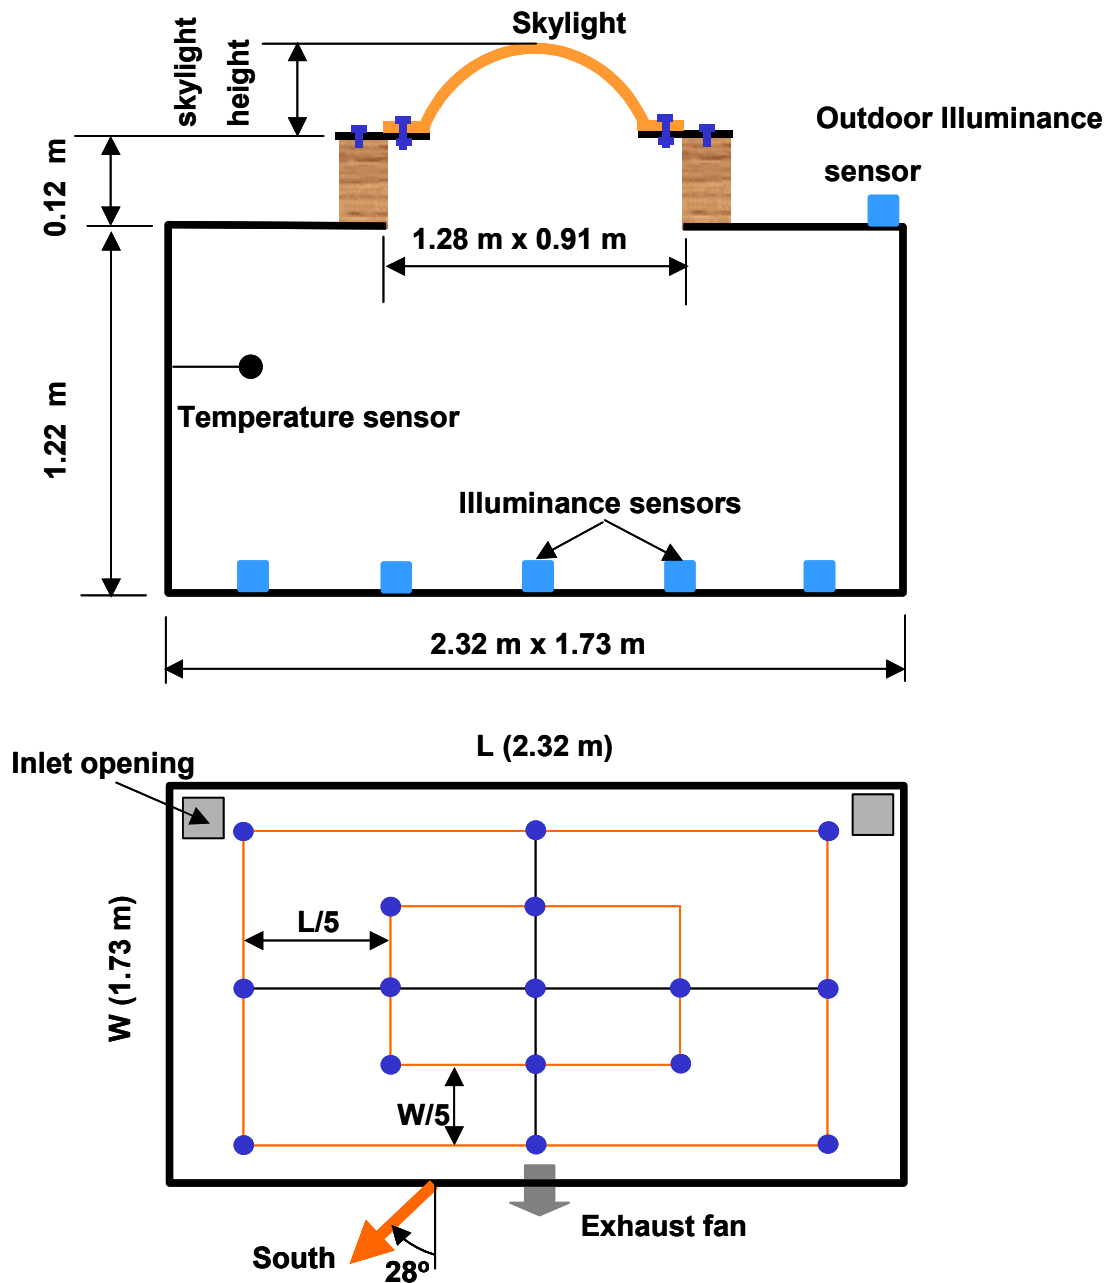 Skylight
skylight
height
Outdoor Illuminance
sensor
0.12 m
1.28 m x 0.91 m
1.22 m
Temperature sensor
Illuminance sensors
2.32 m x 1.73 m
L (2.32 m)
Inlet opening
L/5
W (1.73 m)
W/5
Exhaust fan
South
28º